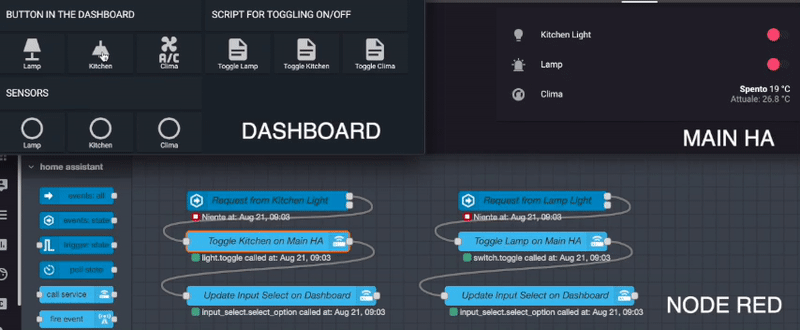 BUTTON IN THE DASHBOARD
SCRIPT FOR TOGGLING ON/OFF
A/C
Lamp
Kitchen
Clima
Toggle Lamp
Toggle Kitchen
Toggle Clima
SENSORS
Lamp
Kitchen
Clima
DASHBOARD
Kitchen Light
Lamp
Clima
Spento 19 °C
Attuale: 26.8 °C
MAIN HA
home assistant
events: all
events: state
trigger: state
poll state
call service
fire event
Request from Kitchen Light
Niente at: Aug 21, 09:03
Toggle Kitchen on Main HA
light.toggle called at: Aug 21, 09:03
Update Input Select on Dashboard
input_select.select_option called at: Aug 21, 09:03
Request from Lamp Light
Niente at: Aug 21, 09:03
Toggle Lamp on Main HA
switch.toggle called at: Aug 21, 09:03
Update Input Select on Dashboard
input_select.select_option called at: Aug 21, 09:03
NODE RED